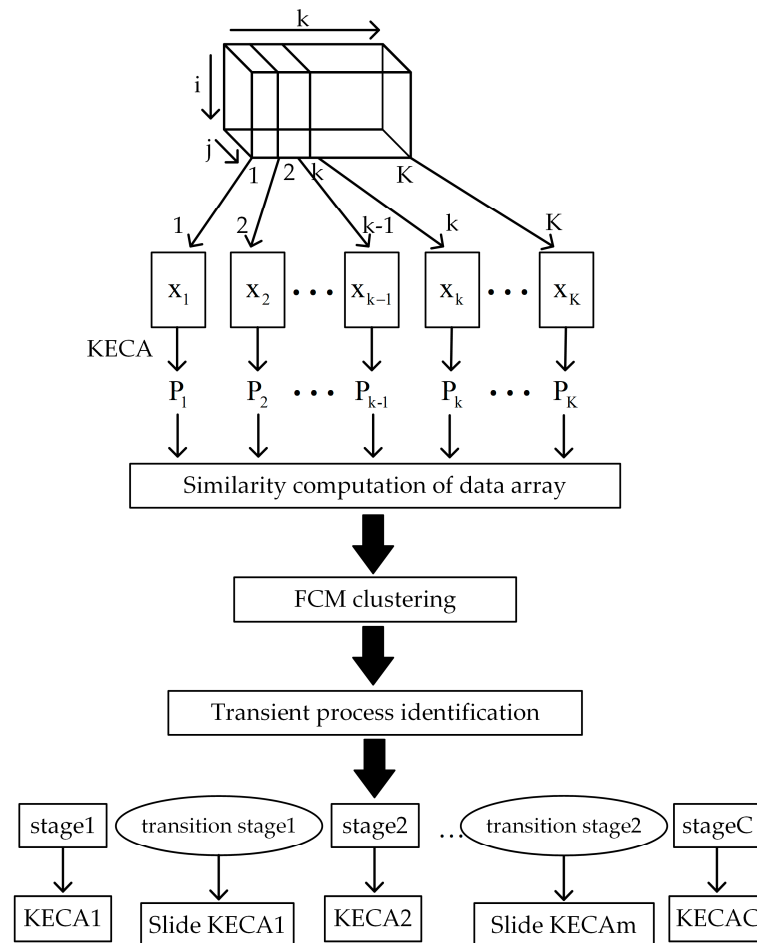 k
i
j
1 2 k K
1 2 k-1 k K
x1 x2 ••• xk−1 xk ••• xK
KECA
P1 P2 ••• Pk-1 Pk ••• PK
Similarity computation of data array
FCM clustering
Transient process identification
stage1 transition stage1 stage2 ... transition stage2 stageC
KECA1 Slide KECA1 KECA2 Slide KECAm KECAC